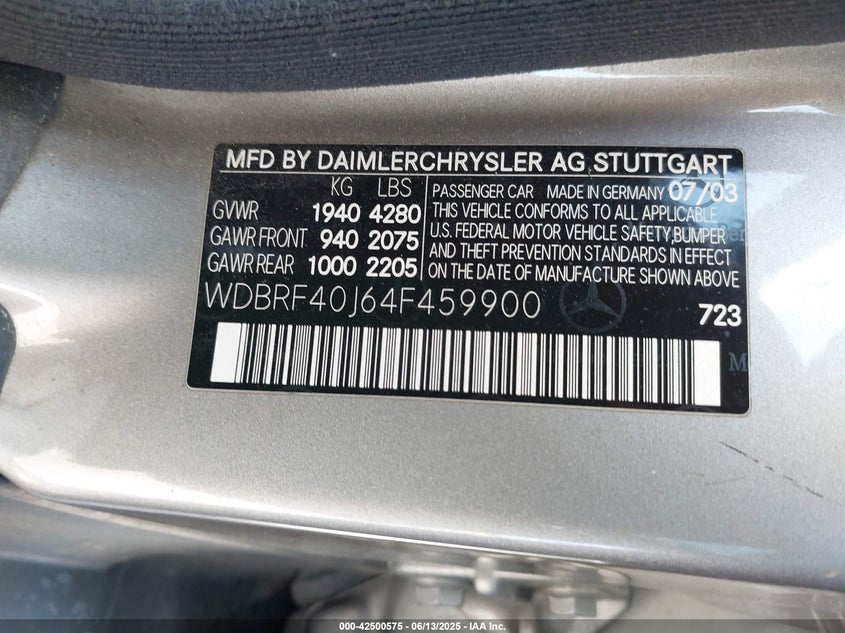 MFD BY DAIMLERCHRYSLER AG STUTTGART
KG LBS
GVWR 1940 4280
GAWR FRONT 940 2075
GAWR REAR 1000 2205
PASSENGER CAR MADE IN GERMANY 07/03
THIS VEHICLE CONFORMS TO ALL APPLICABLE
U.S. FEDERAL MOTOR VEHICLE SAFETY,BUMPER
AND THEFT PREVENTION STANDARDS IN EFFECT
ON THE DATE OF MANUFACTURE SHOWN ABOVE
WDBRF40J64F459900
723
000-42500575 - 06/13/2025 - IAA Inc.